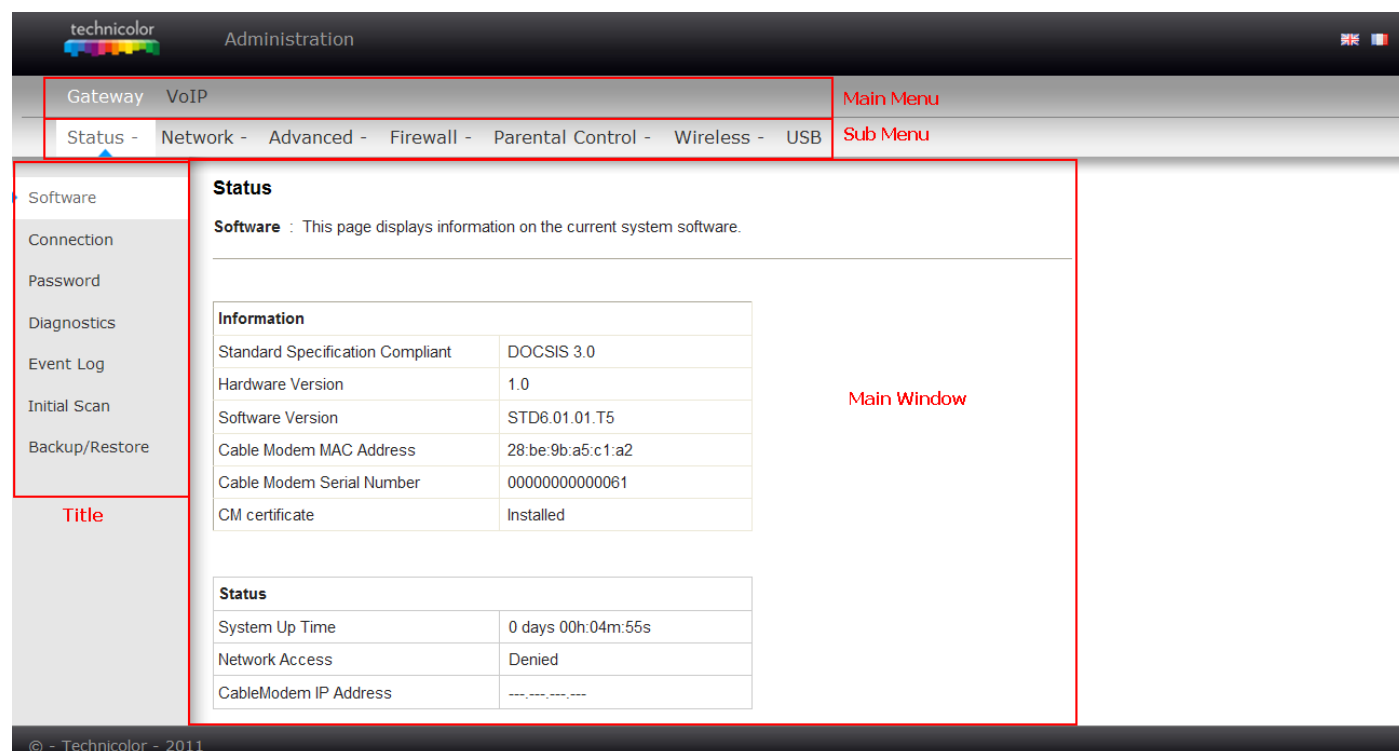 technicolor
Administration
Gateway VoIP
Main Menu
Status - Network - Advanced - Firewall - Parental Control - Wireless - USB
Sub Menu
Software
Connection
Password
Diagnostics
Event Log
Initial Scan
Backup/Restore
Title
Status
Software : This page displays information on the current system software.
Information
Standard Specification Compliant DOCSIS 3.0
Hardware Version 1.0
Software Version STD6.01.01.T5
Cable Modem MAC Address 28:be:9b:a5:c1:a2
Cable Modem Serial Number 00000000000061
CM certificate Installed
Main Window
Status
System Up Time 0 days 00h:04m:55s
Network Access Denied
CableModem IP Address ---.---.---.---
© - Technicolor - 2011